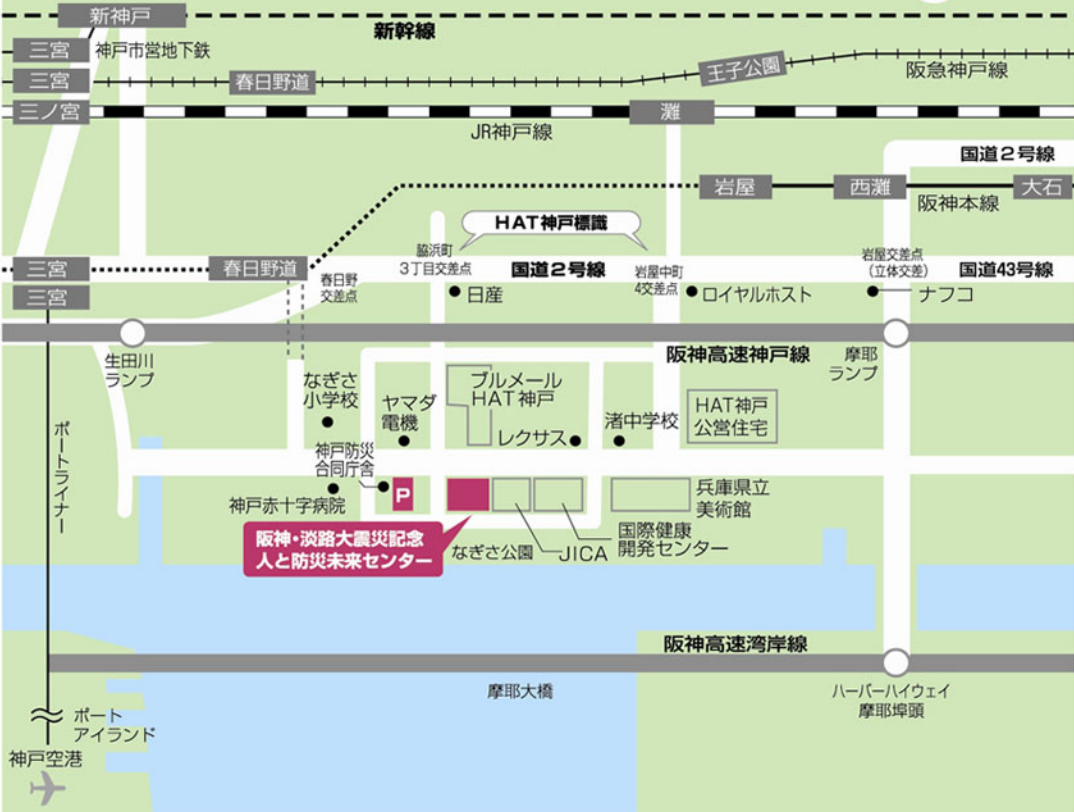 新神戸
新幹線
三宮
神戸市営地下鉄
三宮
春日野道
王子公園
阪急神戸線
三ノ宮
灘
JR神戸線
国道2号線
岩屋
西灘
大石
阪神本線
HAT神戸標識
脇浜町
3丁目交差点
岩屋交差点
(立体交差)
三宮
春日野道
国道2号線
国道43号線
春日野
交差点
岩屋中町
4交差点
三宮
日産
ロイヤルホスト
ナフコ
生田川
ランプ
阪神高速神戸線
摩耶
ランプ
なぎさ
小学校
ヤマダ
電機
ブルメール
HAT神戸
レクサス
渚中学校
HAT神戸
公営住宅
ポートライナー
神戸防災
合同庁舎
神戸赤十字病院
P
兵庫県立
美術館
阪神・淡路大震災記念
人と防災未来センター
なぎさ公園
JICA
国際健康
開発センター
阪神高速湾岸線
摩耶大橋
ハーバーハイウェイ
摩耶埠頭
ポート
アイランド
神戸空港